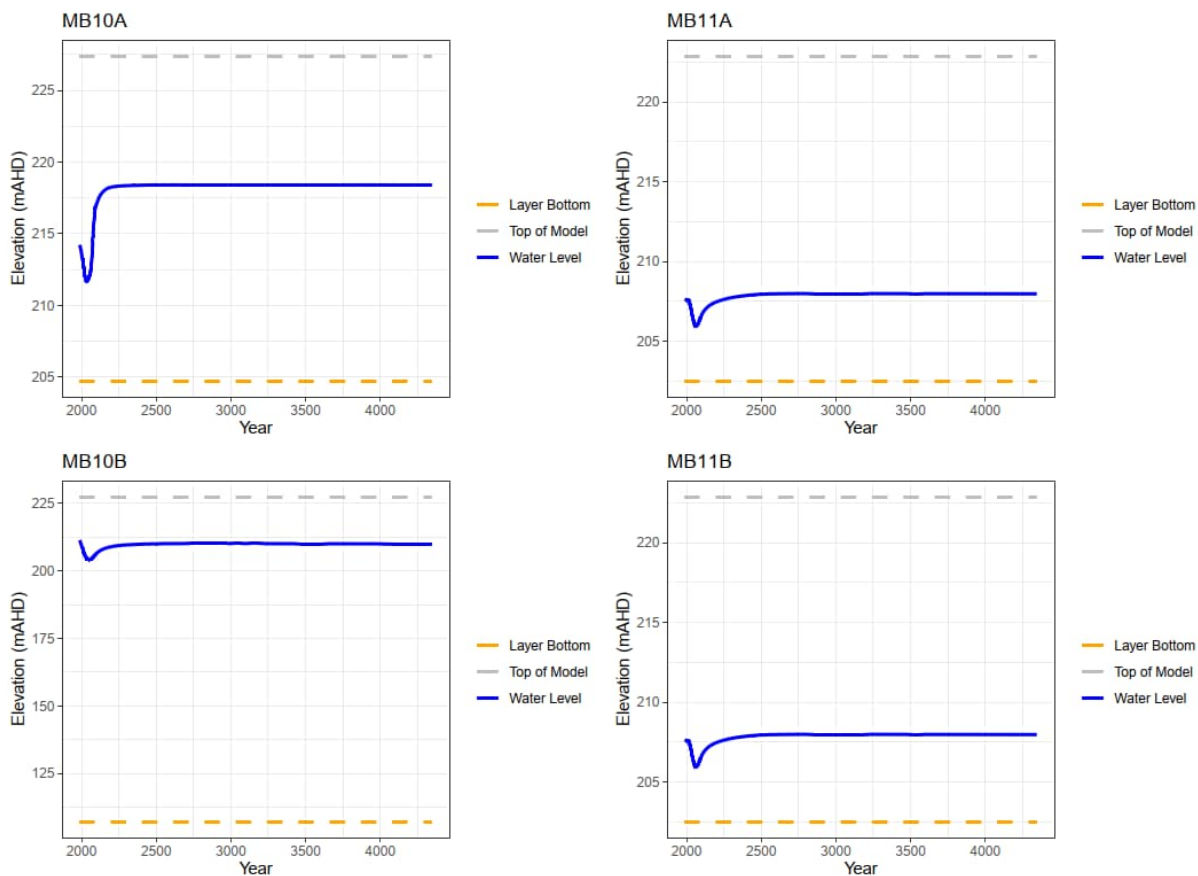 MB10A
Elevation (mAHD)
225
220
215
210
205
2000 2500 3000 3500 4000
Year
Layer Bottom
Top of Model
Water Level
MB11A
Elevation (mAHD)
220
215
210
205
2000 2500 3000 3500 4000
Year
Layer Bottom
Top of Model
Water Level
MB10B
Elevation (mAHD)
225
200
175
150
125
2000 2500 3000 3500 4000
Year
Layer Bottom
Top of Model
Water Level
MB11B
Elevation (mAHD)
220
215
210
205
2000 2500 3000 3500 4000
Year
Layer Bottom
Top of Model
Water Level